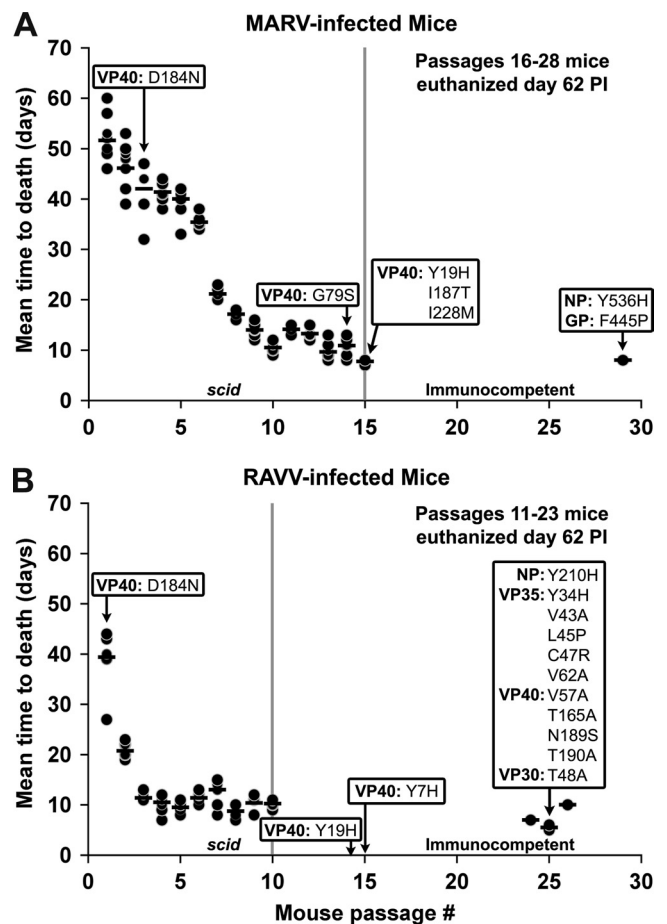 A
MARV-infected Mice
Passages 16-28 mice
euthanized day 62 PI
VP40: D184N
VP40: G79S
VP40: Y19H
I187T
I228M
NP: Y536H
GP: F445P
Mean time to death (days)
70
60
50
40
30
20
10
0
scid
Immunocompetent
0
5
10
15
20
25
30
B
RAVV-infected Mice
Passages 11-23 mice
euthanized day 62 PI
VP40: D184N
NP: Y210H
VP35: Y34H
V43A
L45P
C47R
V62A
VP40: V57A
T165A
N189S
T190A
VP30: T48A
VP40: Y7H
VP40: Y19H
Mean time to death (days)
70
60
50
40
30
20
10
0
scid
Immunocompetent
0
5
10
15
20
25
30
Mouse passage #